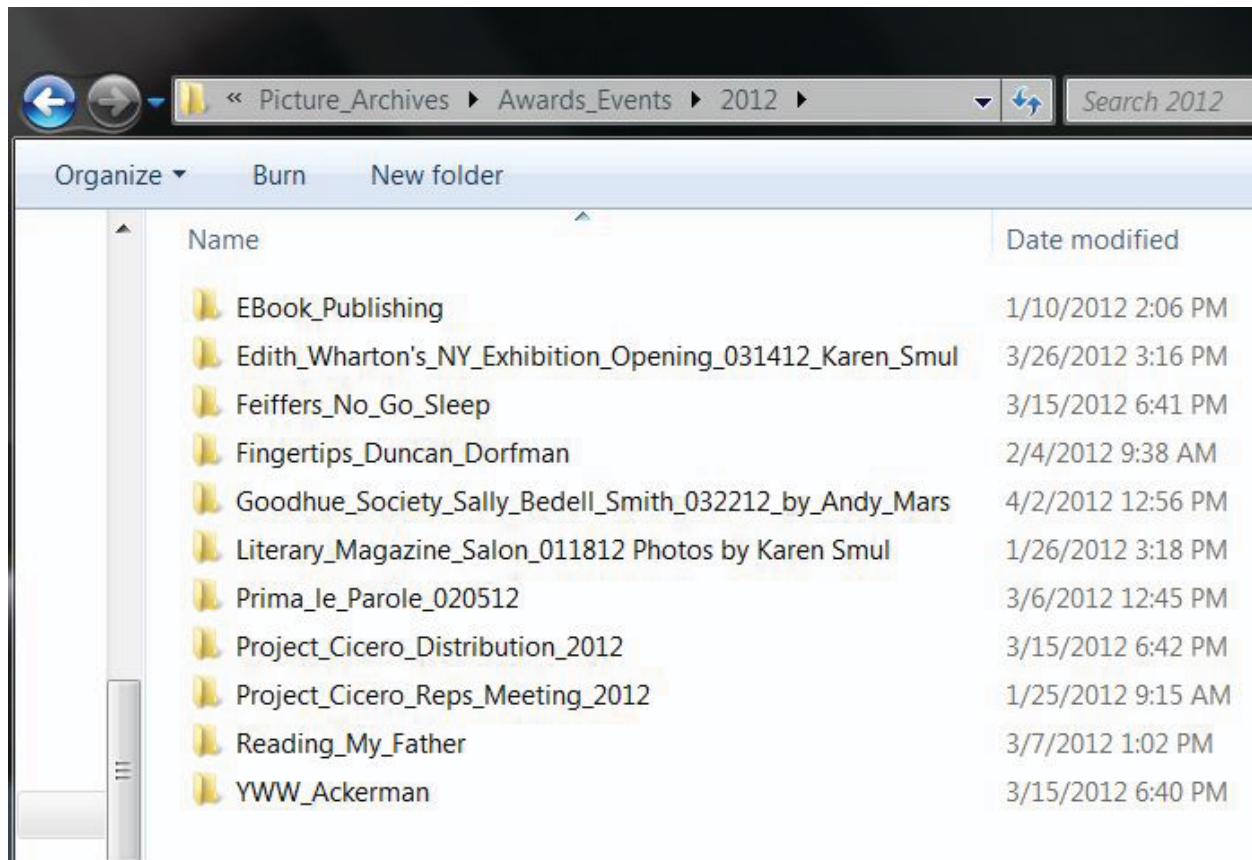 « Picture_Archives ▸ Awards_Events ▸ 2012 ▸ Search 2012
Organize ▾ Burn New folder
Name Date modified
EBook_Publishing 1/10/2012 2:06 PM
Edith_Wharton's_NY_Exhibition_Opening_031412_Karen_Smul 3/26/2012 3:16 PM
Feiffers_No_Go_Sleep 3/15/2012 6:41 PM
Fingertips_Duncan_Dorfman 2/4/2012 9:38 AM
Goodhue_Society_Sally_Bedell_Smith_032212_by_Andy_Mars 4/2/2012 12:56 PM
Literary_Magazine_Salon_011812 Photos by Karen Smul 1/26/2012 3:18 PM
Prima_le_Parole_020512 3/6/2012 12:45 PM
Project_Cicero_Distribution_2012 3/15/2012 6:42 PM
Project_Cicero_Reps_Meeting_2012 1/25/2012 9:15 AM
Reading_My_Father 3/7/2012 1:02 PM
YWW_Ackerman 3/15/2012 6:40 PM